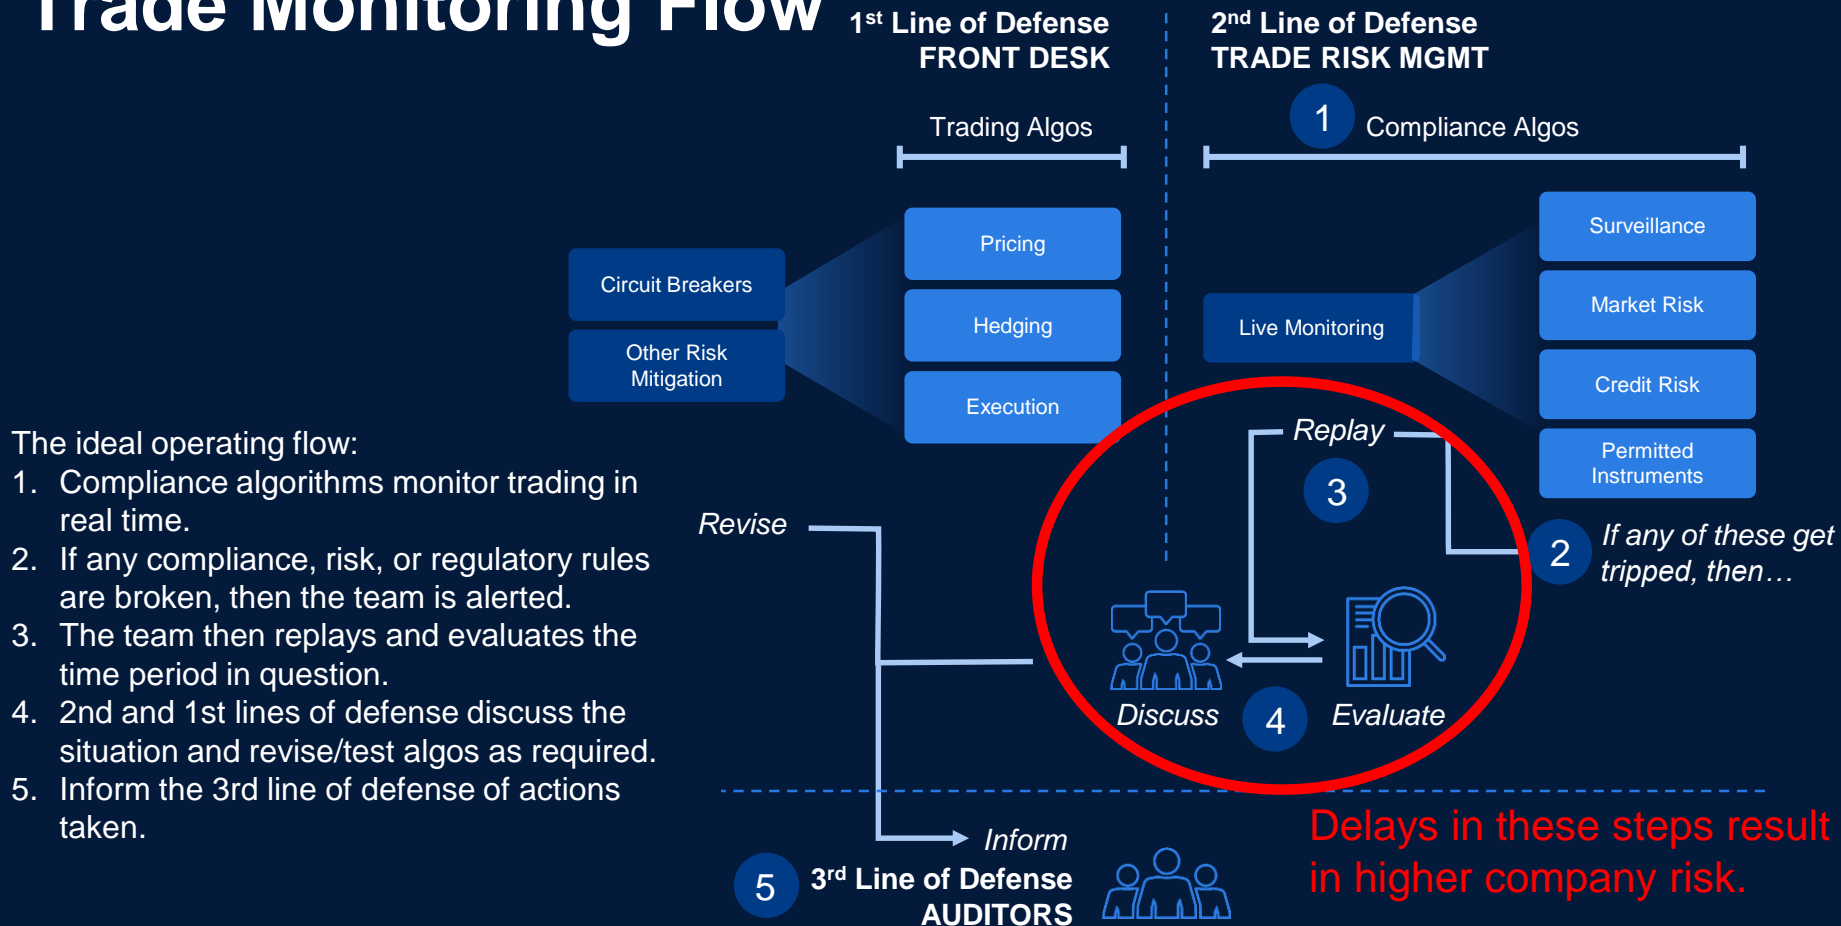 Trade Monitoring Flow
1st Line of Defense
FRONT DESK
2nd Line of Defense
TRADE RISK MGMT
Trading Algos
1
Compliance Algos
Circuit Breakers
Other Risk
Mitigation
Pricing
Hedging
Execution
Live Monitoring
Surveillance
Market Risk
Credit Risk
Permitted
Instruments
The ideal operating flow:
1. Compliance algorithms monitor trading in
real time.
2. If any compliance, risk, or regulatory rules
are broken, then the team is alerted.
3. The team then replays and evaluates the
time period in question.
4. 2nd and 1st lines of defense discuss the
situation and revise/test algos as required.
5. Inform the 3rd line of defense of actions
taken.
Replay
3
2
If any of these get
tripped, then…
Revise
Discuss
4
Evaluate
Inform
5
3rd Line of Defense
AUDITORS
Delays in these steps result
in higher company risk.